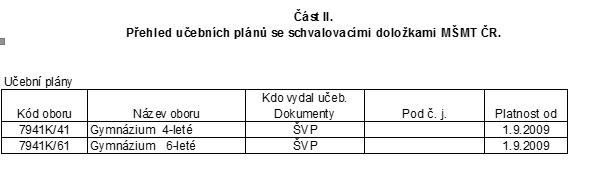 Část II.
Přehled učebních plánů se schvalovacími doložkami MŠMT ČR.
Učební plány
Kód oboru Název oboru Kdo vydal učeb. Dokumenty Pod č. j. Platnost od
7941K/41 Gymnázium 4-leté ŠVP 1.9.2009
7941K/61 Gymnázium 6-leté ŠVP 1.9.2009